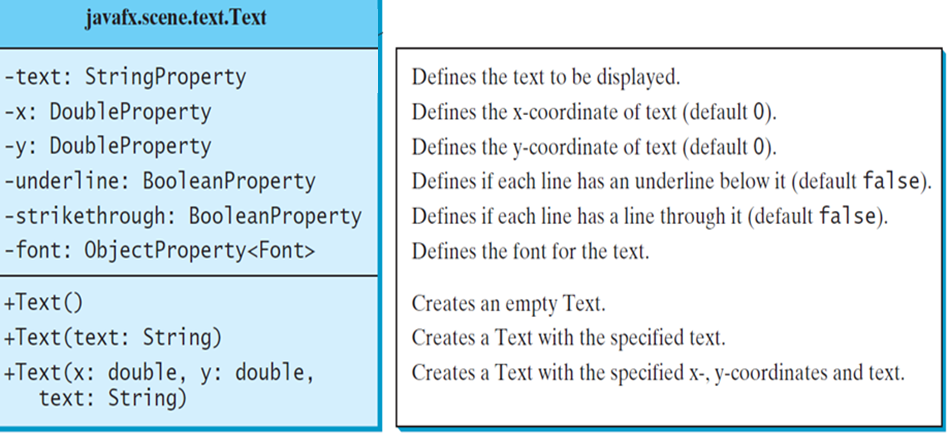 javafx.scene.text.Text
-text: StringProperty
-x: DoubleProperty
-y: DoubleProperty
-underline: BooleanProperty
-strikethrough: BooleanProperty
-font: ObjectProperty<Font>
+Text()
+Text(text: String)
+Text(x: double, y: double,
text: String)
Defines the text to be displayed.
Defines the x-coordinate of text (default 0).
Defines the y-coordinate of text (default 0).
Defines if each line has an underline below it (default false).
Defines if each line has a line through it (default false).
Defines the font for the text.
Creates an empty Text.
Creates a Text with the specified text.
Creates a Text with the specified x-, y-coordinates and text.